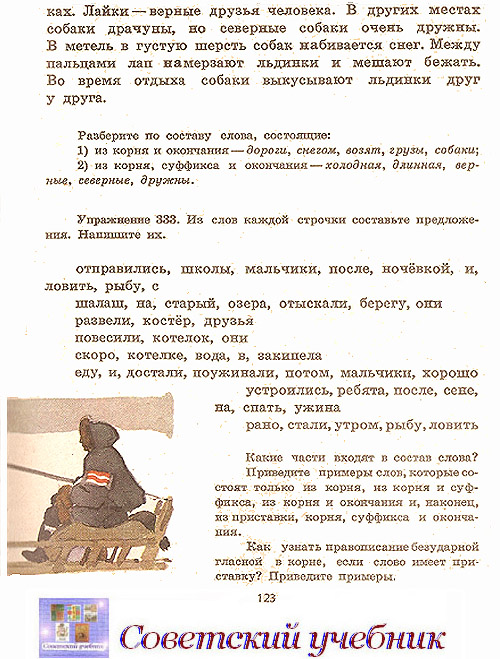 ках. Лайки — верные друзья человека. В других местах
собаки драчуны, но северные собаки очень дружны.
В метель в густую шерсть собак набивается снег. Между
пальцами лап намерзают льдинки и мешают бежать.
Во время отдыха собаки выкусывают льдинки друг
у друга.
Разберите по составу слова, состоящие:
1) из корня и окончания — дороги, снегом, возят, грузы, собаки;
2) из корня, суффикса и окончания — холодная, длинная, вер-
ные, северные, дружны.
Упражнение 333. Из слов каждой строчки составьте предложе-
ния. Напишите их.
отправились, школы, мальчики, после, ночёвкой, и,
ловить, рыбу, с
шалаш, на, старый, озера, отыскали, берегу, они
развели, костёр, друзья
повесили, котелок, они
скоро, котелке, вода, в, закипела
еду, и, достали, поужинали, потом, мальчики, хорошо
устроились, ребята, после, сене,
на, спать, ужина
рано, стали, утром, рыбу, ловить
Какие части входят в состав слова?
Приведите примеры слов, которые со-
стоят только из корня, из корня и суф-
фикса, из корня и окончания и, наконец,
из приставки, корня, суффикса и оконча-
ния.
Как узнать правописание безударной
гласной в корне, если слово имеет при-
ставку? Приведите примеры.
123
Советский учебник